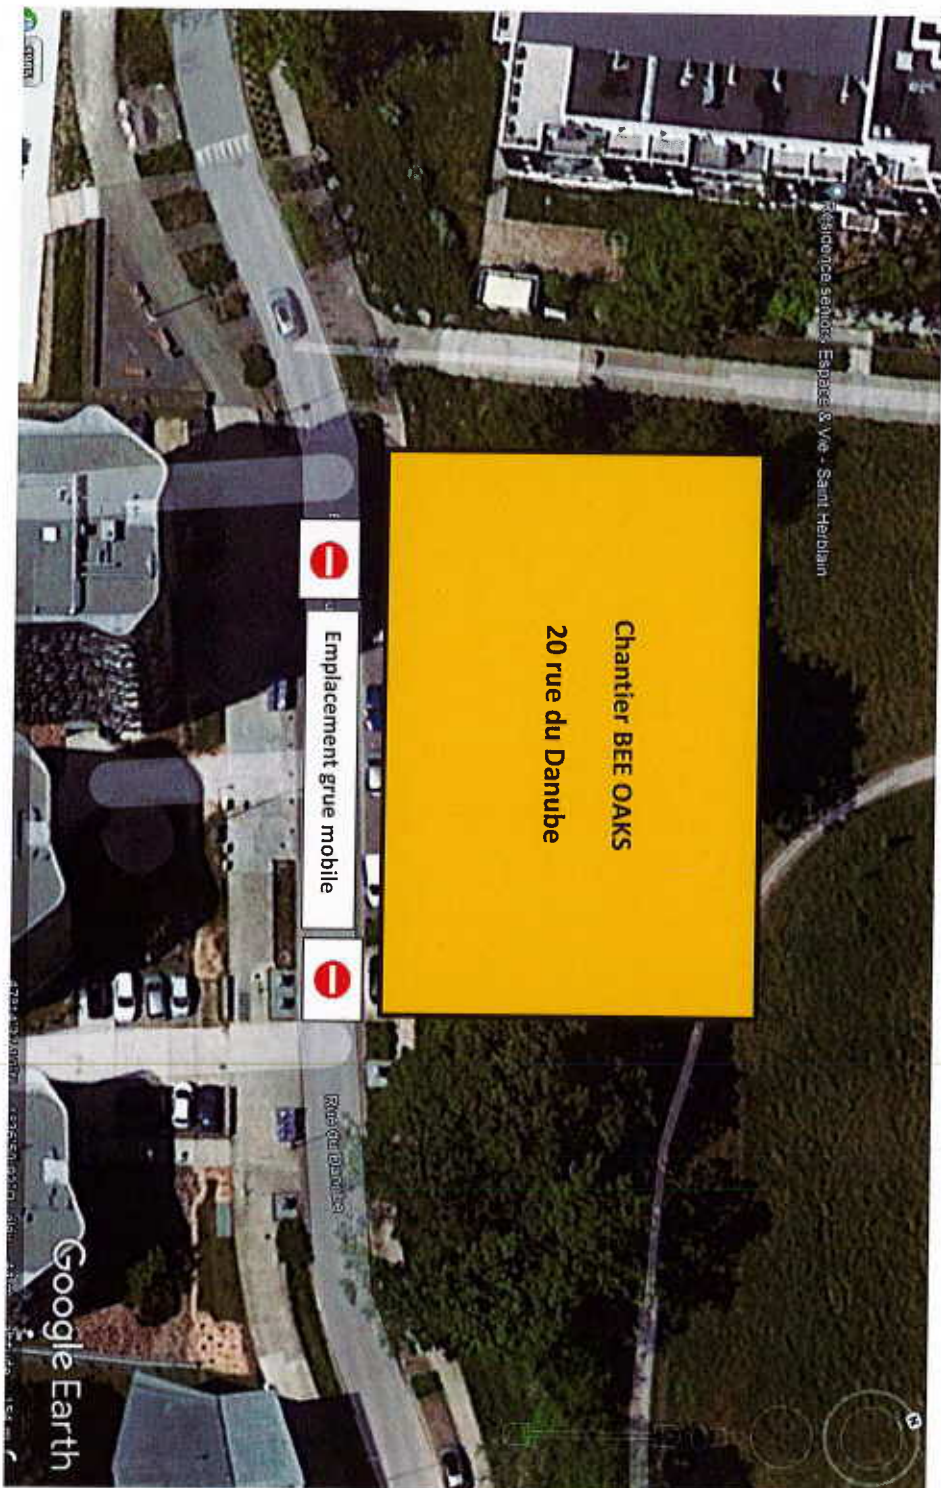 Résidence seniors Espace & Vie - Saint Herblain
Chantier BEE OAKS
20 rue du Danube
Emplacement grue mobile
Rue du Danube
Google Earth
N